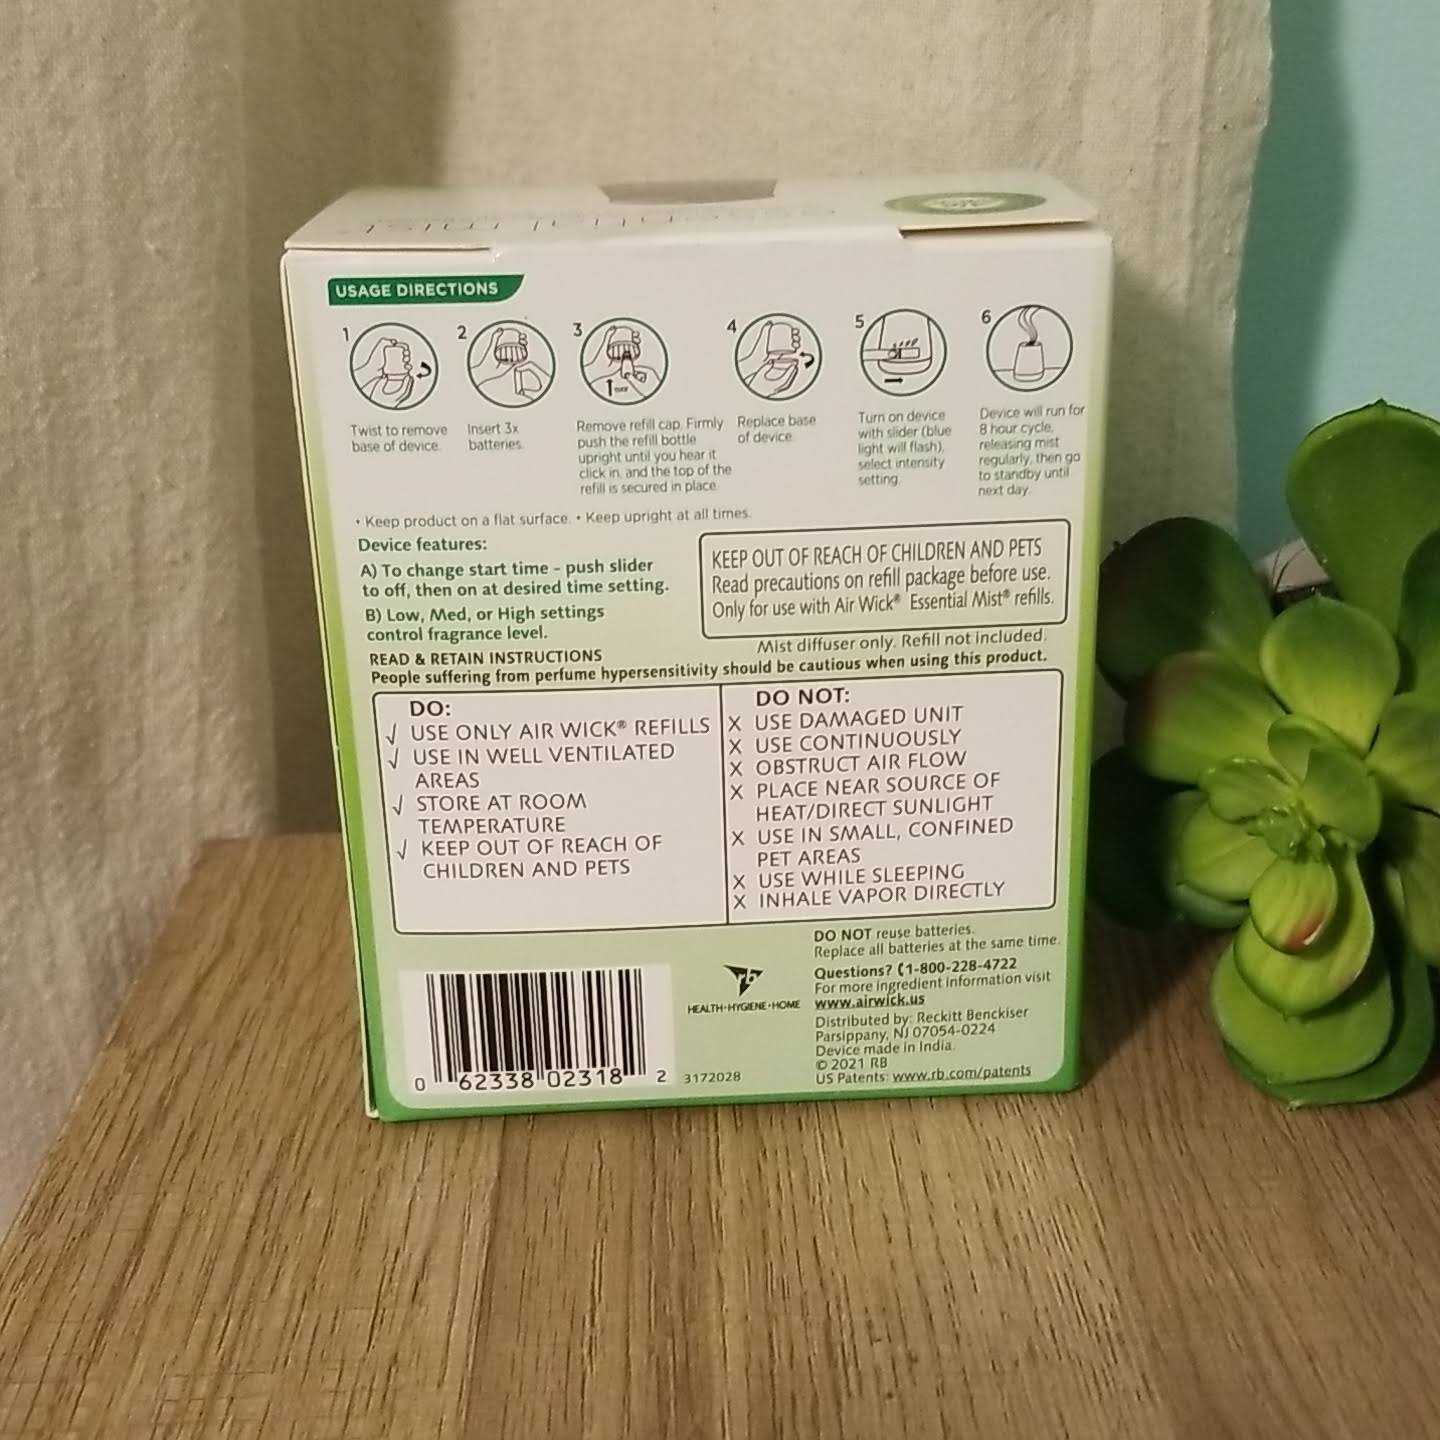 USAGE DIRECTIONS
1
Twist to remove
base of device.
2
Insert 3x
batteries.
3
Remove refill cap. Firmly
push the refill bottle
upright until you hear it
click in, and the top of the
refill is secured in place.
4
Replace base
of device.
5
Turn on device
with slider (blue
light will flash),
select intensity
setting.
6
Device will run for
8 hour cycle,
releasing mist
regularly, then go
to standby until
next day.
• Keep product on a flat surface. • Keep upright at all times.
Device features:
A) To change start time – push slider
to off, then on at desired time setting.
B) Low, Med, or High settings
control fragrance level.
KEEP OUT OF REACH OF CHILDREN AND PETS
Read precautions on refill package before use.
Only for use with Air Wick® Essential Mist® refills.
Mist diffuser only. Refill not included.
READ & RETAIN INSTRUCTIONS
People suffering from perfume hypersensitivity should be cautious when using this product.
DO:
√ USE ONLY AIR WICK® REFILLS
√ USE IN WELL VENTILATED
AREAS
√ STORE AT ROOM
TEMPERATURE
√ KEEP OUT OF REACH OF
CHILDREN AND PETS
DO NOT:
X USE DAMAGED UNIT
X USE CONTINUOUSLY
X OBSTRUCT AIR FLOW
X PLACE NEAR SOURCE OF
HEAT/DIRECT SUNLIGHT
X USE IN SMALL, CONFINED
PET AREAS
X USE WHILE SLEEPING
X INHALE VAPOR DIRECTLY
DO NOT reuse batteries.
Replace all batteries at the same time.
Questions? 1-800-228-4722
For more ingredient information visit
www.airwick.us
Distributed by: Reckitt Benckiser
Parsippany, NJ 07054-0224
Device made in India.
© 2021 RB
US Patents: www.rb.com/patents
rb
HEALTH•HYGIENE•HOME
0 62338 02318 2
3172028